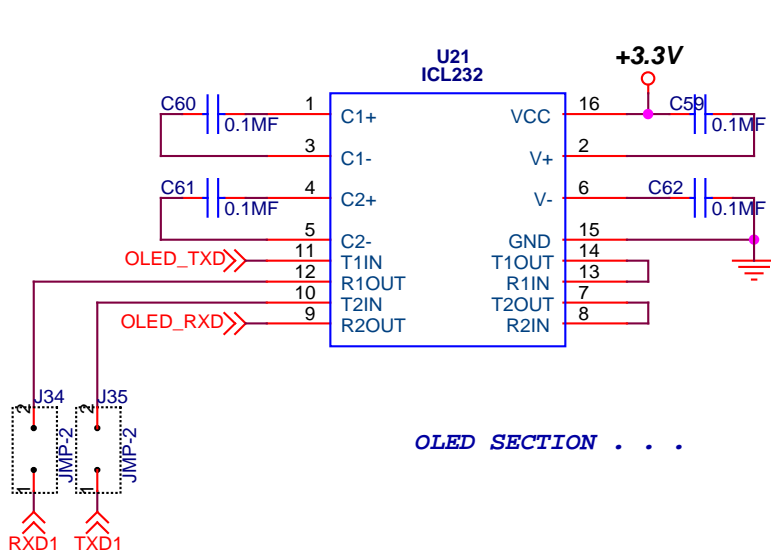 U21
ICL232
+3.3V
C60
0.1MF
1
C1+
VCC
16
C59
0.1MF
3
C1-
V+
2
C61
0.1MF
4
C2+
V-
6
C62
0.1MF
5
C2-
GND
15
OLED_TXD
11
T1IN
T1OUT
14
12
R1OUT
R1IN
13
10
T2IN
T2OUT
7
OLED_RXD
9
R2OUT
R2IN
8
J34
2
JMP-2
1
RXD1
J35
2
JMP-2
1
TXD1
OLED SECTION . . .